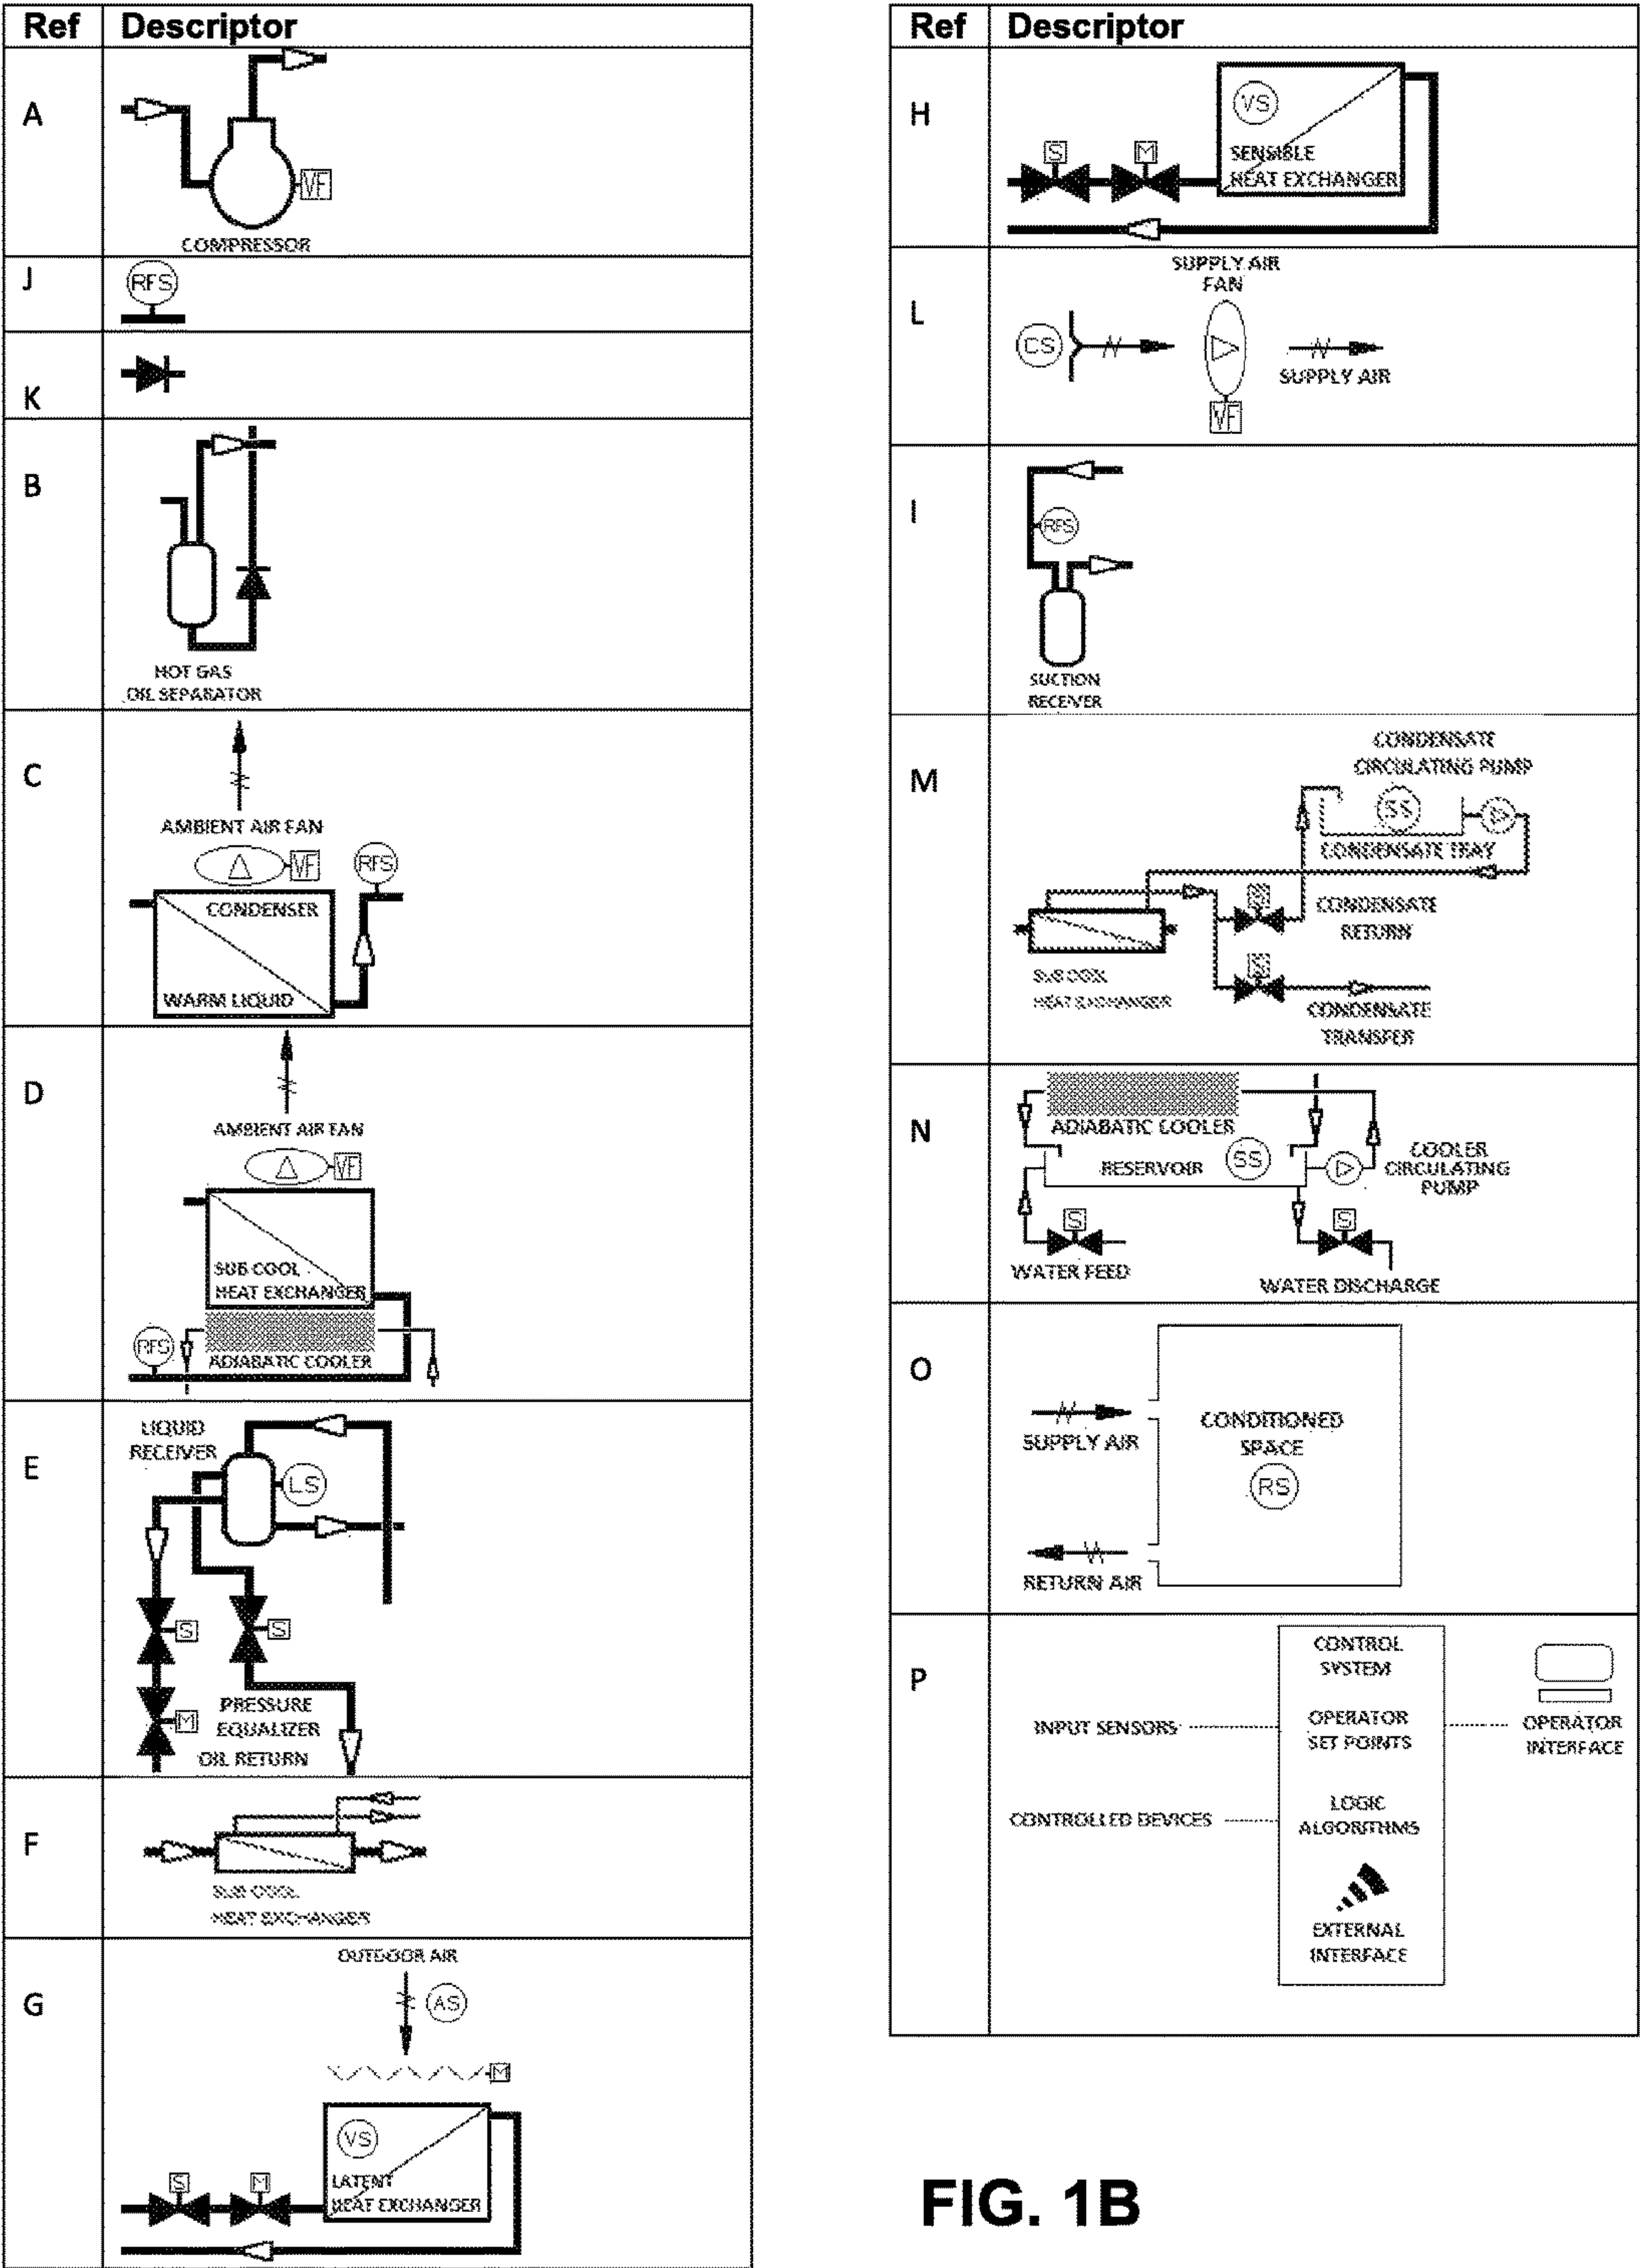 Ref Descriptor
A
VF
COMPRESSOR
J
RFS
K
B
HOT GAS
OIL SEPARATOR
C
AMBIENT AIR FAN
VF
RFS
CONDENSER
WARM LIQUID
D
AMBIENT AIR FAN
VF
SUB COOL
HEAT EXCHANGER
RFS
ADIABATIC COOLER
E
LIQUID
RECEIVER
LS
S
S
M
PRESSURE
EQUALIZER
OIL RETURN
F
SUB COOL
HEAT EXCHANGER
G
OUTDOOR AIR
AS
M
VS
S
M
LATENT
HEAT EXCHANGER
Ref Descriptor
H
VS
S
M
SENSIBLE
HEAT EXCHANGER
L
SUPPLY AIR
FAN
CS
SUPPLY AIR
VF
I
RFS
SUCTION
RECEIVER
M
CONDENSATE
CIRCULATING PUMP
SS
CONDENSATE TRAY
S
CONDENSATE
RETURN
S
SUB COOL
HEAT EXCHANGER
CONDENSATE
TRANSFER
N
ADIABATIC COOLER
RESERVOIR
SS
COOLER
CIRCULATING
PUMP
S
S
WATER FEED
WATER DISCHARGE
O
CONDITIONED
SPACE
SUPPLY AIR
RS
RETURN AIR
P
CONTROL
SYSTEM
INPUT SENSORS
OPERATOR
SET POINTS
OPERATOR
INTERFACE
CONTROLLED DEVICES
LOGIC
ALGORITHMS
EXTERNAL
INTERFACE
FIG. 1B